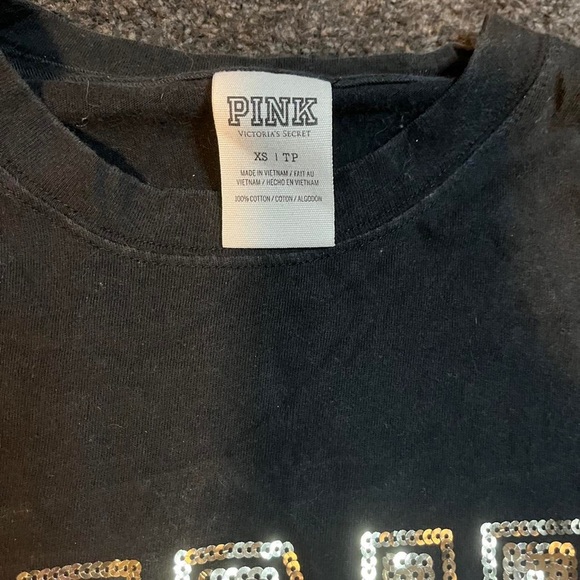 PINK
VICTORIA'S SECRET
XS | TP
MADE IN VIETNAM / FAIT AU
VIETNAM / HECHO EN VIETNAM
100% COTTON / COTON / ALGODON